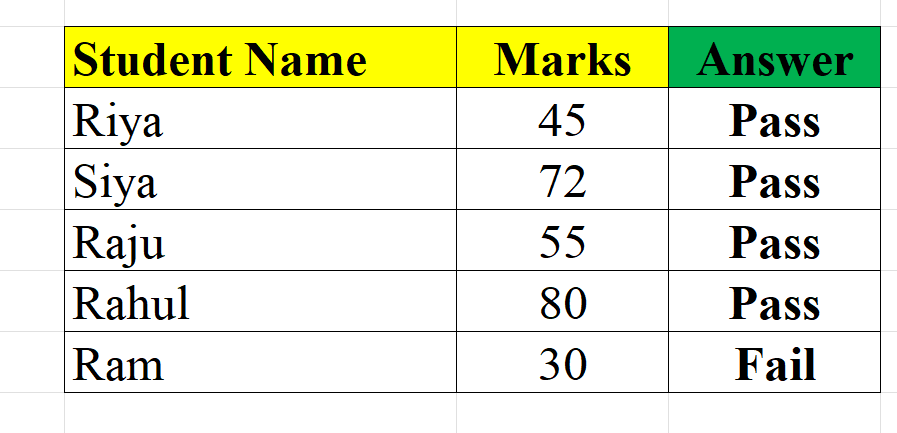 Student Name Marks Answer
Riya 45 Pass
Siya 72 Pass
Raju 55 Pass
Rahul 80 Pass
Ram 30 Fail